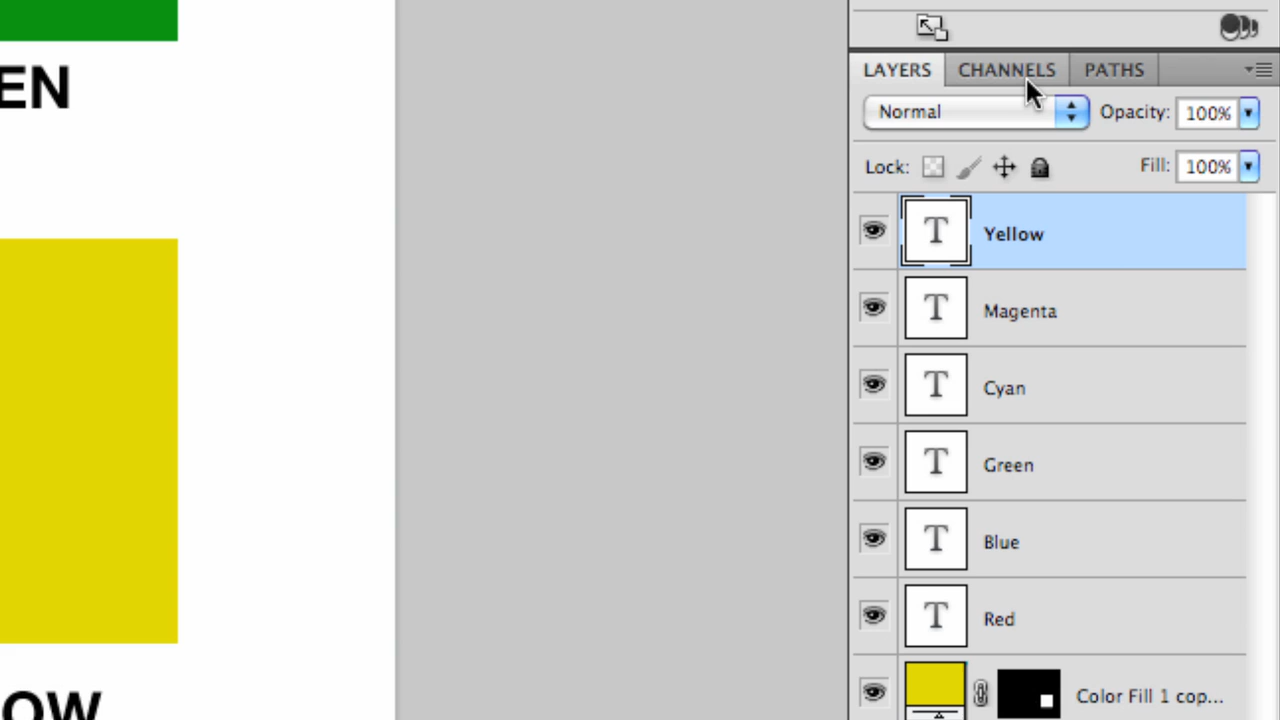 EN
OW
LAYERS CHANNELS PATHS
Normal Opacity: 100%
Lock: Fill: 100%
T Yellow
T Magenta
T Cyan
T Green
T Blue
T Red
Color Fill 1 cop...